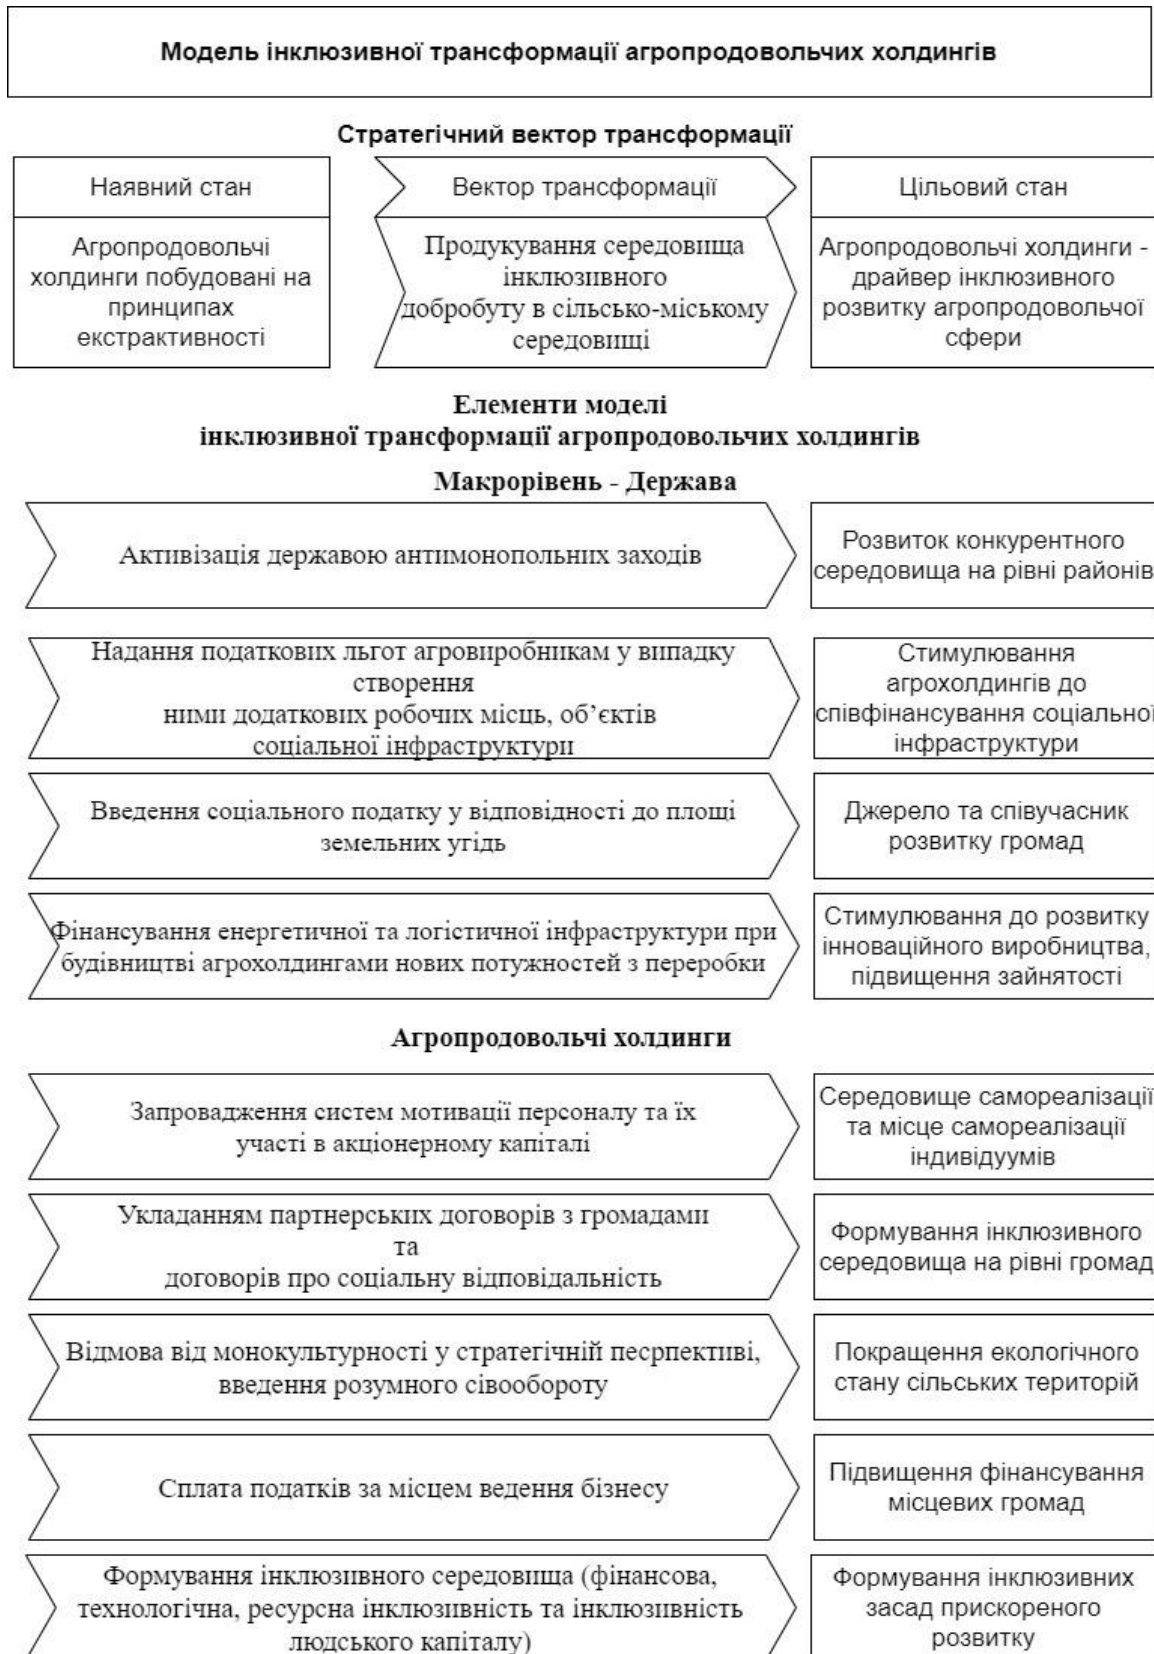 Модель інклюзивної трансформації агропродовольчих холдингів
Стратегічний вектор трансформації
Наявний стан
Вектор трансформації
Цільовий стан
Агропродовольчі
холдинги побудовані на
принципах
екстрактивності
Продукування середовища
інклюзивного
добробуту в сільсько-міському
середовищі
Агропродовольчі холдинги -
драйвер інклюзивного
розвитку агропродовольчої
сфери
Елементи моделі
інклюзивної трансформації агропродовольчих холдингів
Макрорівень - Держава
Активізація державою антимонопольних заходів
Розвиток конкурентного
середовища на рівні районів
Надання податкових льгот агровиробникам у випадку
створення
ними додаткових робочих місць, об’єктів
соціальної інфраструктури
Стимулювання
агрохолдингів до
співфінансування соціальної
інфраструктури
Введення соціального податку у відповідності до площі
земельних угідь
Джерело та співучасник
розвитку громад
Фінансування енергетичної та логістичної інфраструктури при
будівництві агрохолдингами нових потужностей з переробки
Стимулювання до розвитку
інноваційного виробництва,
підвищення зайнятості
Агропродовольчі холдинги
Запровадження систем мотивації персоналу та їх
участі в акціонерному капіталі
Середовище самореалізації
та місце самореалізації
індивідуумів
Укладанням партнерських договорів з громадами
та
договорів про соціальну відповідальність
Формування інклюзивного
середовища на рівні громад
Відмова від монокультурності у стратегічній песрпективі,
введення розумного сівообороту
Покращення екологічного
стану сільських територій
Сплата податків за місцем ведення бізнесу
Підвищення фінансування
місцевих громад
Формування інклюзивного середовища (фінансова,
технологічна, ресурсна інклюзивність та інклюзивність
людського капіталу)
Формування інклюзивних
засад прискореного
розвитку